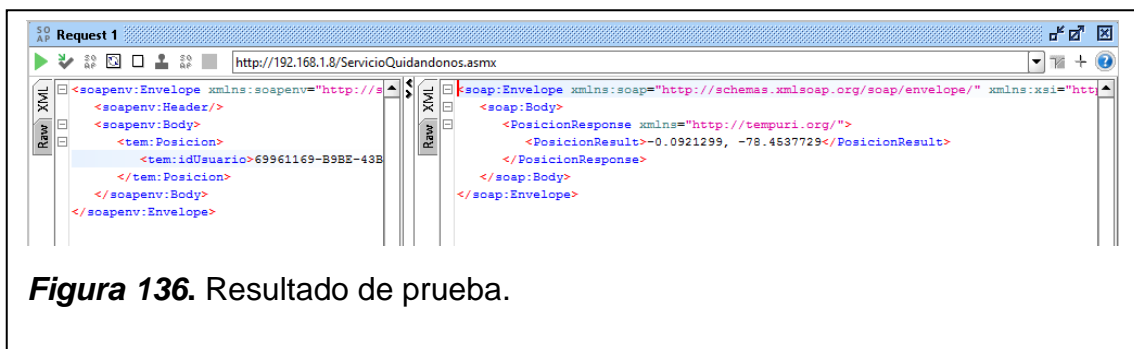 SO AP Request 1
http://192.168.1.8/ServicioQuidandonos.asmx
XML
Raw
<soapenv:Envelope xmlns:soapenv="http://s
<soapenv:Header/>
<soapenv:Body>
<tem:Posicion>
<tem:idUsuario>69961169-B9BE-43B
</tem:Posicion>
</soapenv:Body>
</soapenv:Envelope>
XML
Raw
<soap:Envelope xmlns:soap="http://schemas.xmlsoap.org/soap/envelope/" xmlns:xsi="http
<soap:Body>
<PosicionResponse xmlns="http://tempuri.org/">
<PosicionResult>-0.0921299, -78.4537729</PosicionResult>
</PosicionResponse>
</soap:Body>
</soap:Envelope>
Figura 136. Resultado de prueba.